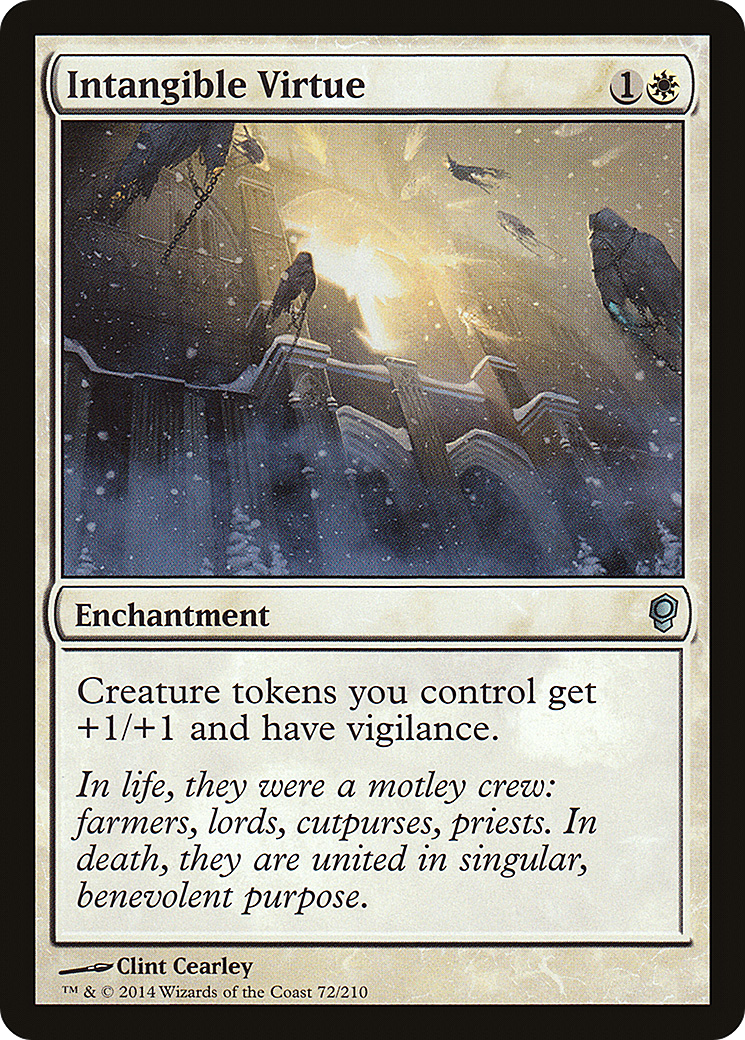 Intangible Virtue 1
Enchantment
Creature tokens you control get
+1/+1 and have vigilance.
In life, they were a motley crew:
farmers, lords, cutpurses, priests. In
death, they are united in singular,
benevolent purpose.
Clint Cearley
™ & © 2014 Wizards of the Coast 72/210